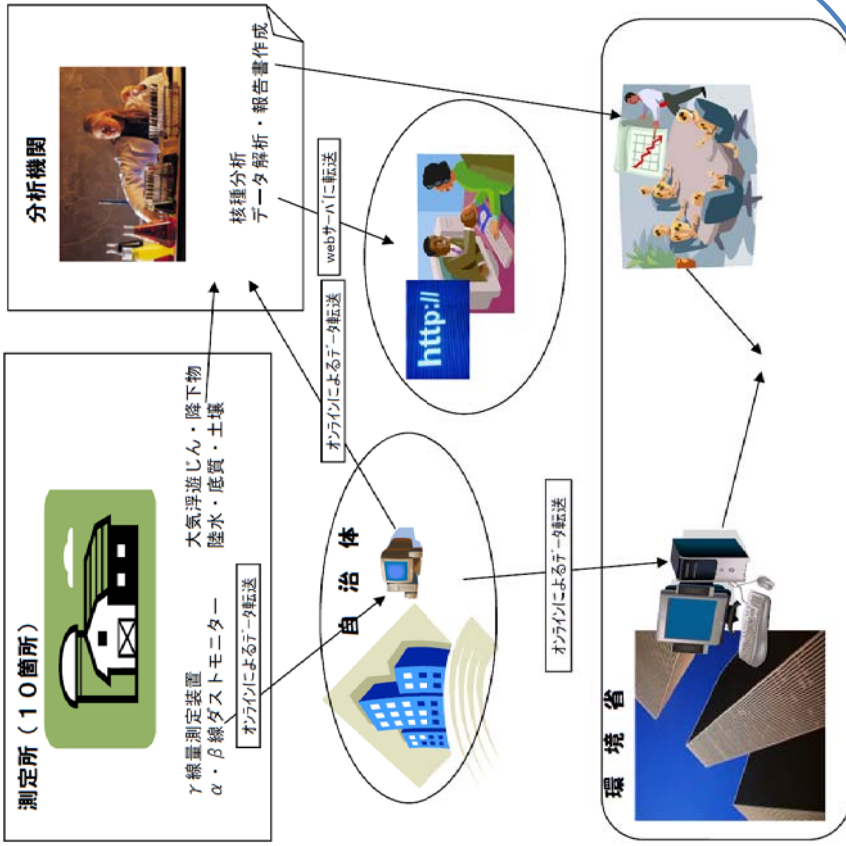 測定所（１０箇所）
γ線量測定装置
α・β線ダストモニター
大気浮遊じん・降下物
陸水・底質・土壌
オンラインによるデータ転送
分析機関
核種分析
データ解析・報告書作成
オンラインによるデータ転送
webサーバに転送
http://
自治体
オンラインによるデータ転送
環境省